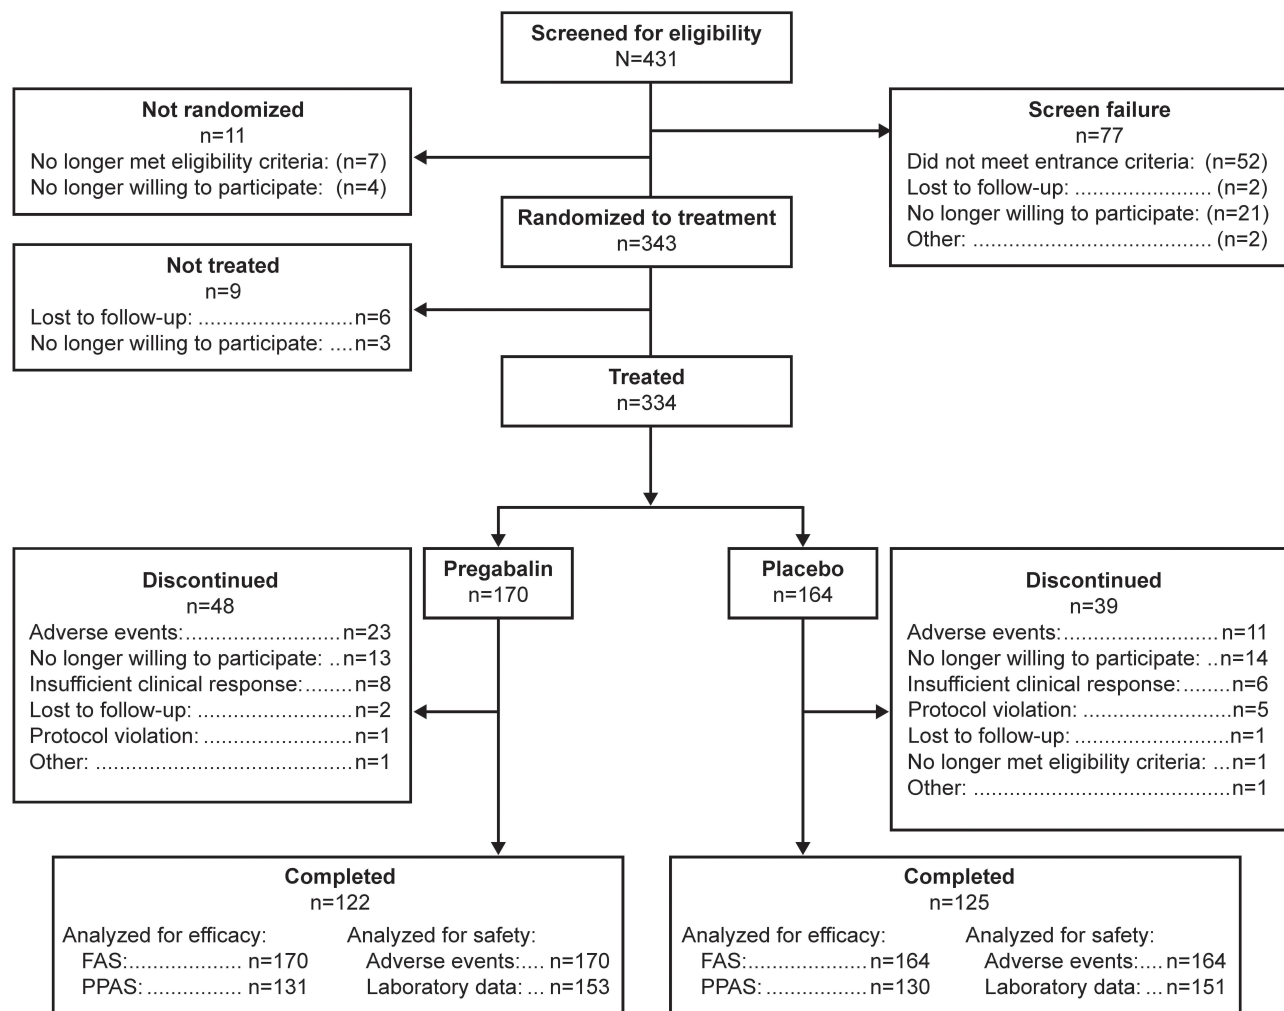 Screened for eligibility
N=431
Not randomized
n=11
No longer met eligibility criteria: (n=7)
No longer willing to participate: (n=4)
Screen failure
n=77
Did not meet entrance criteria: (n=52)
Lost to follow-up: ....................... (n=2)
No longer willing to participate: (n=21)
Other: ........................................ (n=2)
Randomized to treatment
n=343
Not treated
n=9
Lost to follow-up: ..........................n=6
No longer willing to participate: ....n=3
Treated
n=334
Pregabalin
n=170
Placebo
n=164
Discontinued
n=48
Adverse events:..........................n=23
No longer willing to participate: ..n=13
Insufficient clinical response:........n=8
Lost to follow-up: ..........................n=2
Protocol violation: .........................n=1
Other: ...........................................n=1
Discontinued
n=39
Adverse events: ..........................n=11
No longer willing to participate: ..n=14
Insufficient clinical response:........n=6
Protocol violation: .........................n=5
Lost to follow-up: ..........................n=1
No longer met eligibility criteria: ...n=1
Other: ...........................................n=1
Completed
n=122
Analyzed for efficacy:
FAS:................... n=170
PPAS: ................. n=131
Analyzed for safety:
Adverse events:.... n=170
Laboratory data: ... n=153
Completed
n=125
Analyzed for efficacy:
FAS:................... n=164
PPAS: ................. n=130
Analyzed for safety:
Adverse events:....n=164
Laboratory data: ...n=151